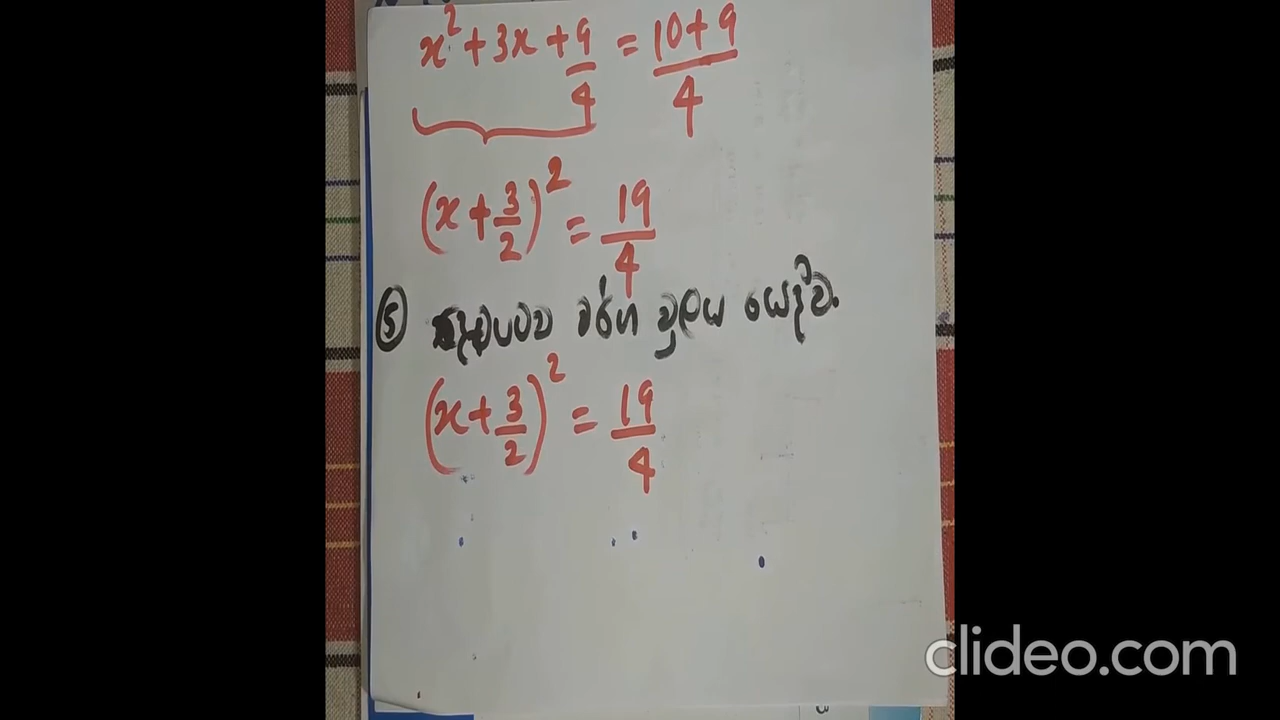 x² + 3x + 9/4 = 10+9/4
(x + 3/2)² = 19/4
⑤ දෙපසටම වර්ග මූලය යෙදීම.
(x + 3/2)² = 19/4
clideo.com